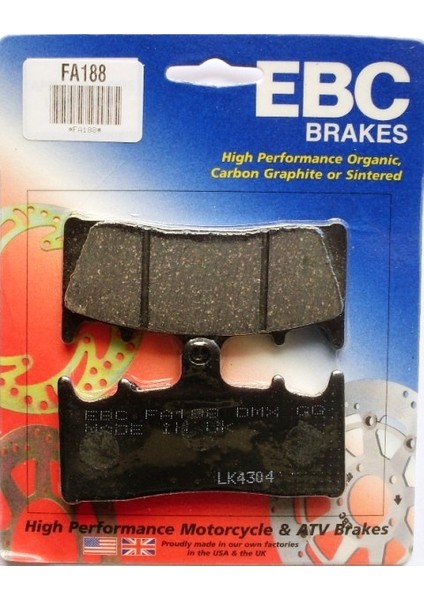 FA188
*FA188*
EBC
BRAKES
High Performance Organic,
Carbon Graphite or Sintered
EBC FA188 DMX GG
MADE IN UK
LK4304
EBC
High Performance Motorcycle & ATV Brakes
Proudly made in our own factories
in the USA & the UK